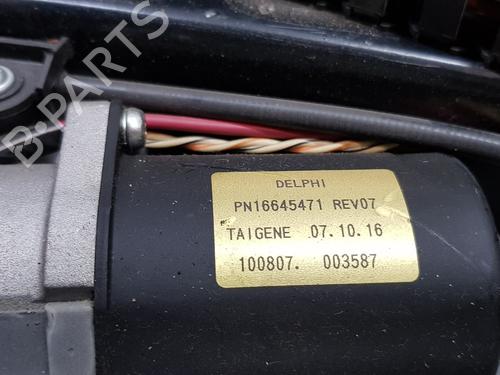 B-PARTS
DELPHI
PN16645471 REV07
TAIGENE 07.10.16
100807. 003587